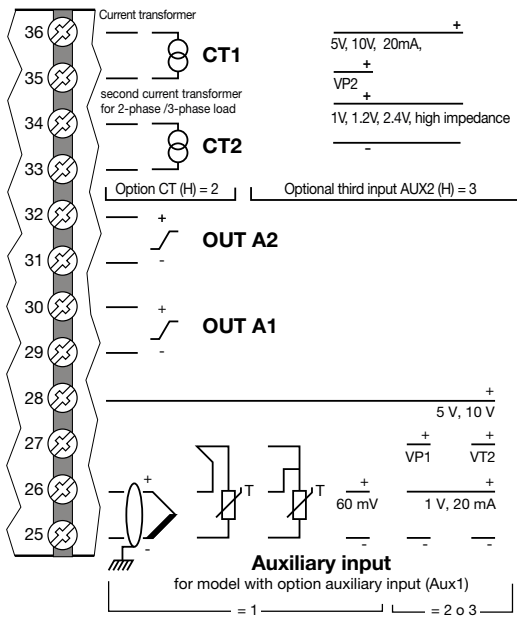 Current transformer
36
CT1
+
5V, 10V, 20mA,
35
+
VP2
second current transformer
for 2-phase /3-phase load
+
34
1V, 1.2V, 2.4V, high impedance
CT2
-
33
Option CT (H) = 2
Optional third input AUX2 (H) = 3
32
+
OUT A2
31
-
30
+
OUT A1
29
-
28
+
5 V, 10 V
27
+
+
VP1
VT2
26
+
T
T
+
+
60 mV
1 V, 20 mA
25
-
-
-
-
Auxiliary input
for model with option auxiliary input (Aux1)
= 1
= 2 o 3